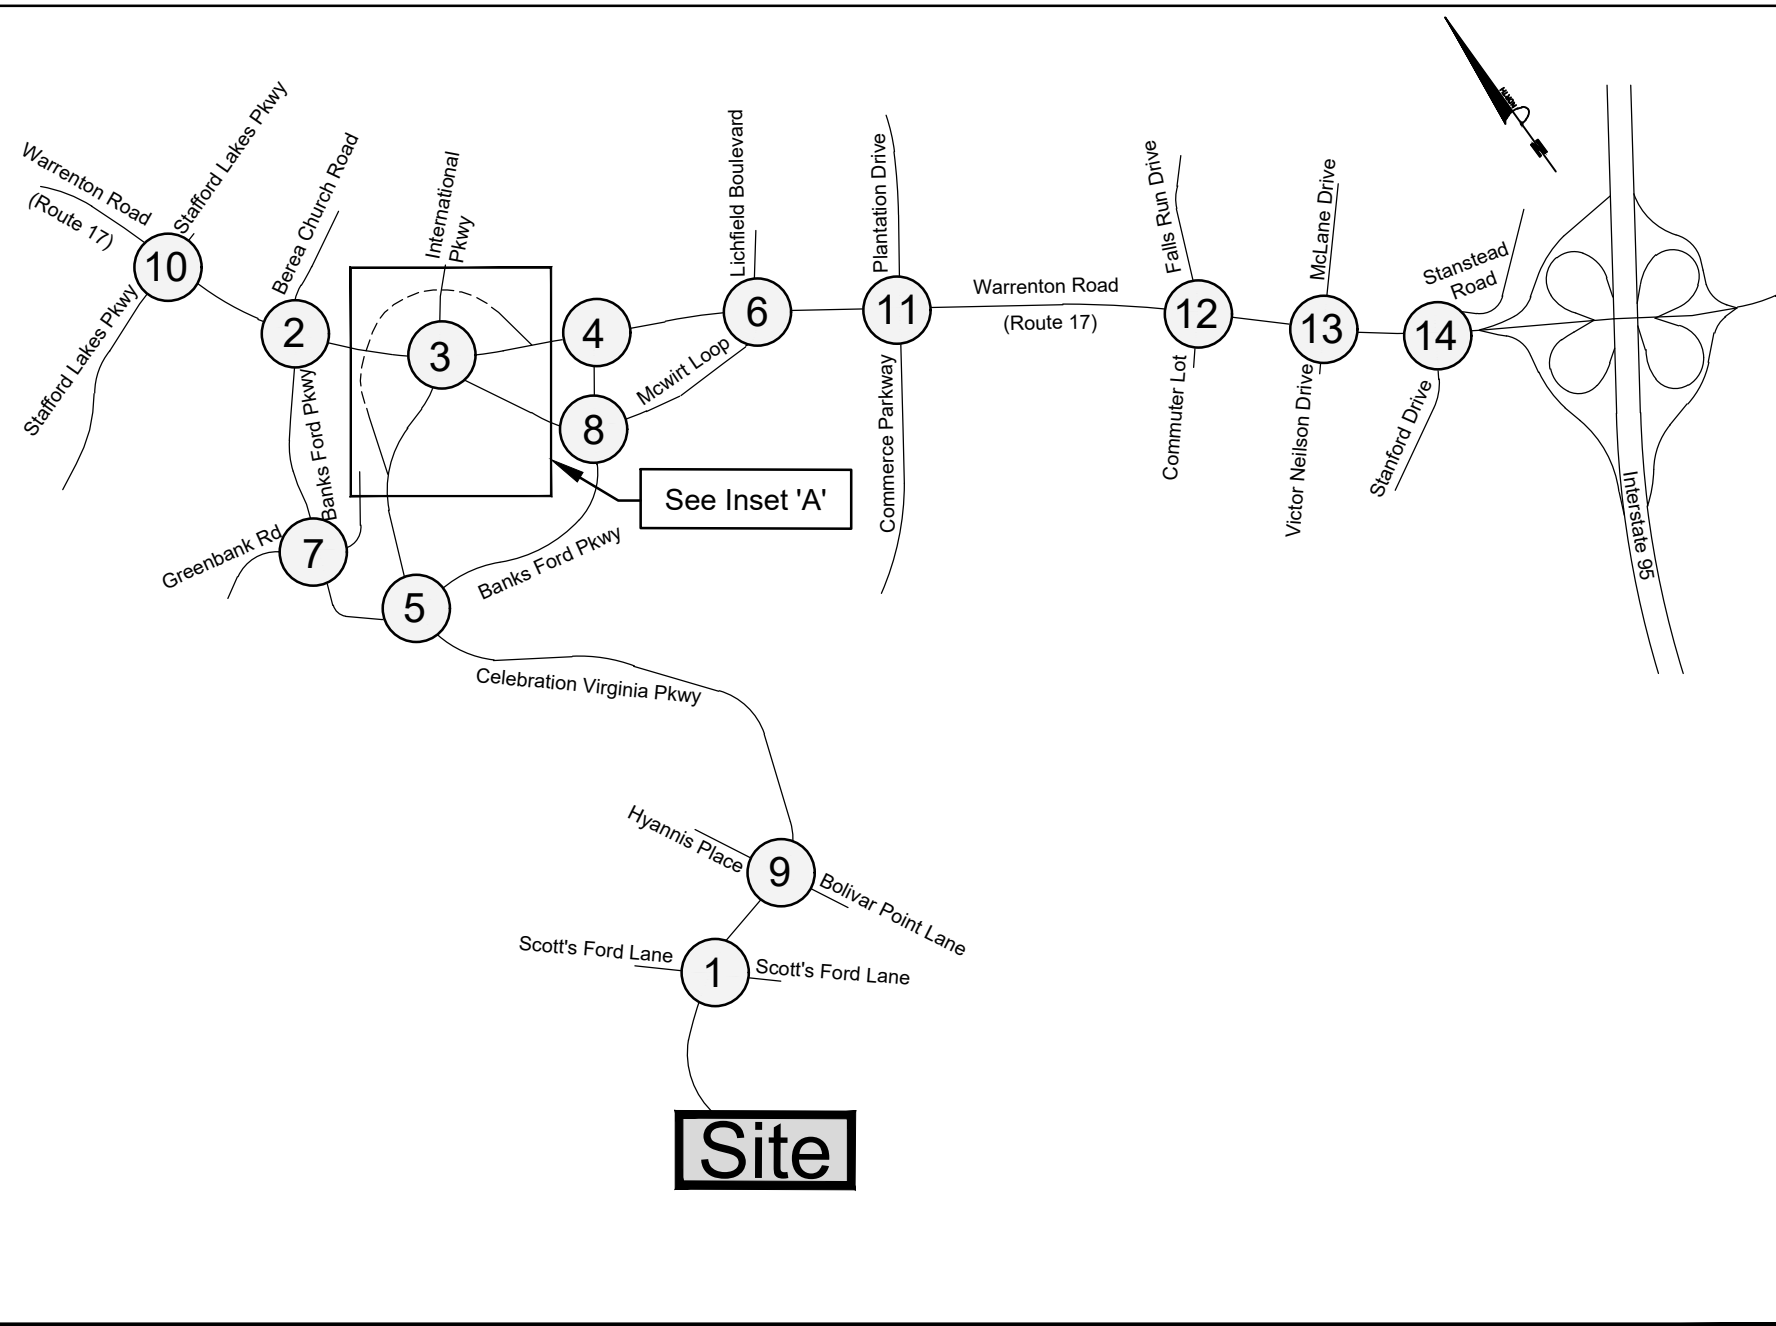 Warrenton Road
(Route 17)
Stafford Lakes Pkwy
10
Stafford Lakes Pkwy
Berea Church Road
2
International
Pkwy
3
4
Lichfield Boulevard
6
Plantation Drive
11
Warrenton Road
(Route 17)
Falls Run Drive
12
McLane Drive
13
Stanstead
Road
14
NORTH
8
Mcwirt Loop
Commerce Parkway
Commuter Lot
Victor Neilson Drive
Stanford Drive
Interstate 95
See Inset 'A'
Banks Ford Pkwy
Greenbank Rd
7
5
Banks Ford Pkwy
Celebration Virginia Pkwy
Hyannis Place
9
Bolivar Point Lane
Scott's Ford Lane
1
Scott's Ford Lane
Site